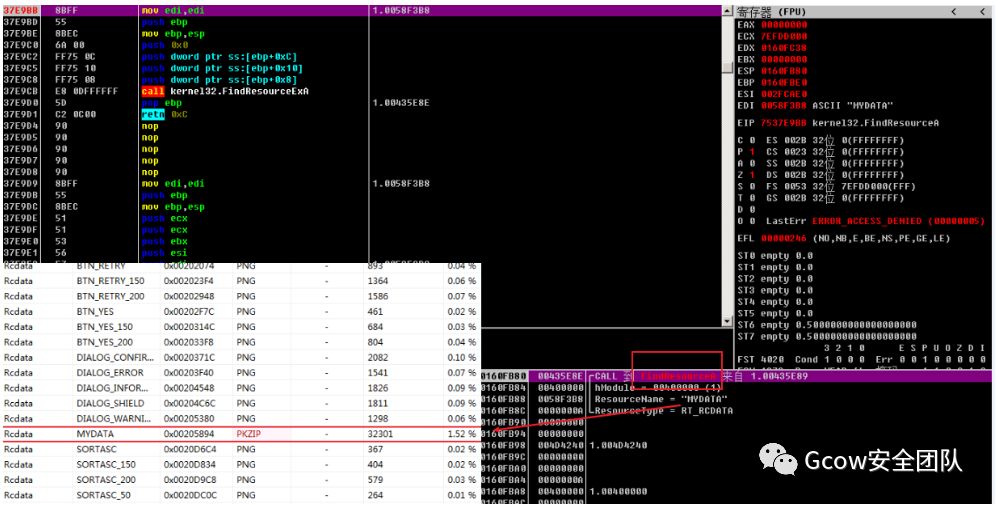 37E9BB 8BFF mov edi,edi 1.0058F3B8
37E9BD 55 push ebp
37E9BE 8BEC mov ebp,esp
37E9C0 6A 00 push 0x0
37E9C2 FF75 0C push dword ptr ss:[ebp+0xC]
37E9C5 FF75 10 push dword ptr ss:[ebp+0x10]
37E9C8 FF75 08 push dword ptr ss:[ebp+0x8]
37E9CB E8 0DFFFFFF call kernel32.FindResourceExA
37E9D0 5D pop ebp 1.00435E8E
37E9D1 C2 0C00 retn 0xC
37E9D4 90 nop
37E9D5 90 nop
37E9D6 90 nop
37E9D7 90 nop
37E9D8 90 nop
37E9D9 8BFF mov edi,edi 1.0058F3B8
37E9DB 55 push ebp
37E9DC 8BEC mov ebp,esp
37E9DE 51 push ecx
37E9DF 51 push ecx
37E9E0 53 push ebx
37E9E1 56 push esi
寄存器 (FPU) < <
EAX 00000000
ECX 7EFDD000
EDX 0160FC38
EBX 00000000
ESP 0160FB80
EBP 0160FBE0
ESI 002FCAE0
EDI 0058F3B8 ASCII "MYDATA"
EIP 7537E9BB kernel32.FindResourceA
C 0 ES 002B 32位 0(FFFFFFFF)
P 1 CS 0023 32位 0(FFFFFFFF)
A 0 SS 002B 32位 0(FFFFFFFF)
Z 1 DS 002B 32位 0(FFFFFFFF)
S 0 FS 0053 32位 7EFDD000(FFF)
T 0 GS 002B 32位 0(FFFFFFFF)
D 0
O 0 LastErr ERROR_ACCESS_DENIED (00000005)
EFL 00000246 (NO,NB,E,BE,NS,PE,GE,LE)
ST0 empty 0.0
ST1 empty 0.0
ST2 empty 0.0
ST3 empty 0.0
ST4 empty 0.0
ST5 empty 0.0
ST6 empty 0.5000000000000000000
ST7 empty 0.5000000000000000000
3 2 1 0 E S P U O Z D I
FST 4020 Cond 1 0 0 0 Err 0 0 1 0 0 0 0 0
Rcdata BTN_RETRY 0x00202074 PNG - 893 0.04 %
Rcdata BTN_RETRY_150 0x002023F4 PNG - 1364 0.06 %
Rcdata BTN_RETRY_200 0x00202948 PNG - 1586 0.07 %
Rcdata BTN_YES 0x00202F7C PNG - 461 0.02 %
Rcdata BTN_YES_150 0x0020314C PNG - 684 0.03 %
Rcdata BTN_YES_200 0x002033F8 PNG - 804 0.04 %
Rcdata DIALOG_CONFIR... 0x0020371C PNG - 2082 0.10 %
Rcdata DIALOG_ERROR 0x00203F40 PNG - 1541 0.07 %
Rcdata DIALOG_INFOR... 0x00204548 PNG - 1826 0.09 %
Rcdata DIALOG_SHIELD 0x00204C6C PNG - 1811 0.09 %
Rcdata DIALOG_WARNI... 0x00205380 PNG - 1298 0.06 %
Rcdata MYDATA 0x00205894 PKZIP - 32301 1.52 %
Rcdata SORTASC 0x0020D6C4 PNG - 367 0.02 %
Rcdata SORTASC_150 0x0020D834 PNG - 404 0.02 %
Rcdata SORTASC_200 0x0020D9C8 PNG - 579 0.03 %
Rcdata SORTASC_50 0x0020DC0C PNG - 264 0.01 %
0160FB80 00435E8E CALL 到 FindResourceA 来自 1.00435E89
0160FB84 00400000 hModule = 00400000 (1)
0160FB88 0058F3B8 ResourceName = "MYDATA"
0160FB8C 0000000A ResourceType = RT_RCDATA
0160FB90 00000000
0160FB94 00000000
0160FB98 004D4240 1.004D4240
0160FB9C 00000000
0160FBA0 00000000
0160FBA4 0000000A
0160FBA8 00400000 1.00400000
0160FBAC 00000000
Gcow安全团队